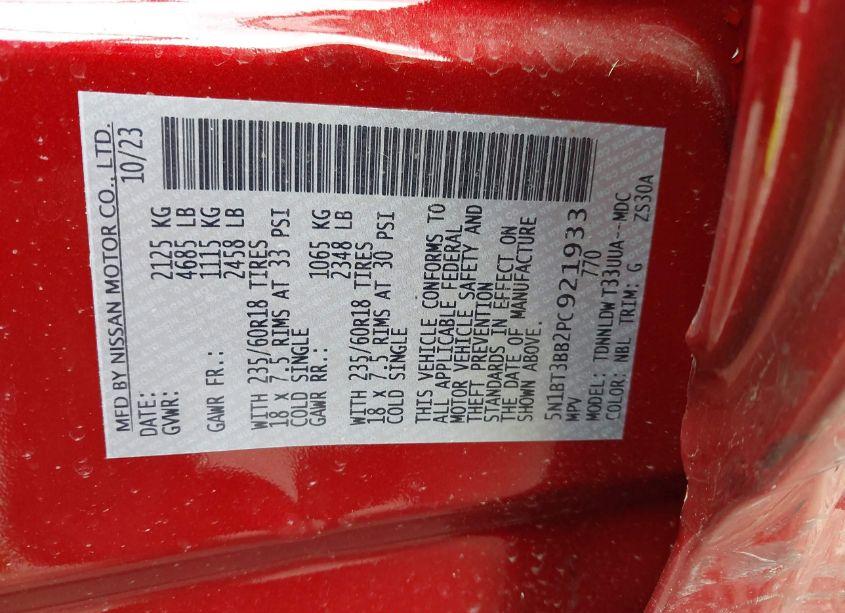 MFD BY NISSAN MOTOR CO., LTD.
DATE: 10/23
GVWR: 2125 KG
4685 LB
GAWR FR.: 1115 KG
2458 LB
WITH 235/60R18 TIRES
18 X 7.5 RIMS AT 33 PSI
COLD SINGLE
GAWR RR.: 1065 KG
2348 LB
WITH 235/60R18 TIRES
18 X 7.5 RIMS AT 30 PSI
COLD SINGLE
THIS VEHICLE CONFORMS TO
ALL APPLICABLE FEDERAL
MOTOR VEHICLE SAFETY AND
THEFT PREVENTION
STANDARDS IN EFFECT ON
THE DATE OF MANUFACTURE
SHOWN ABOVE.
5N1BT3BB2PC921933
MPV 770
MODEL: TDNNLDW T33UUA--MDC
COLOR: NBL TRIM: G ZS30A